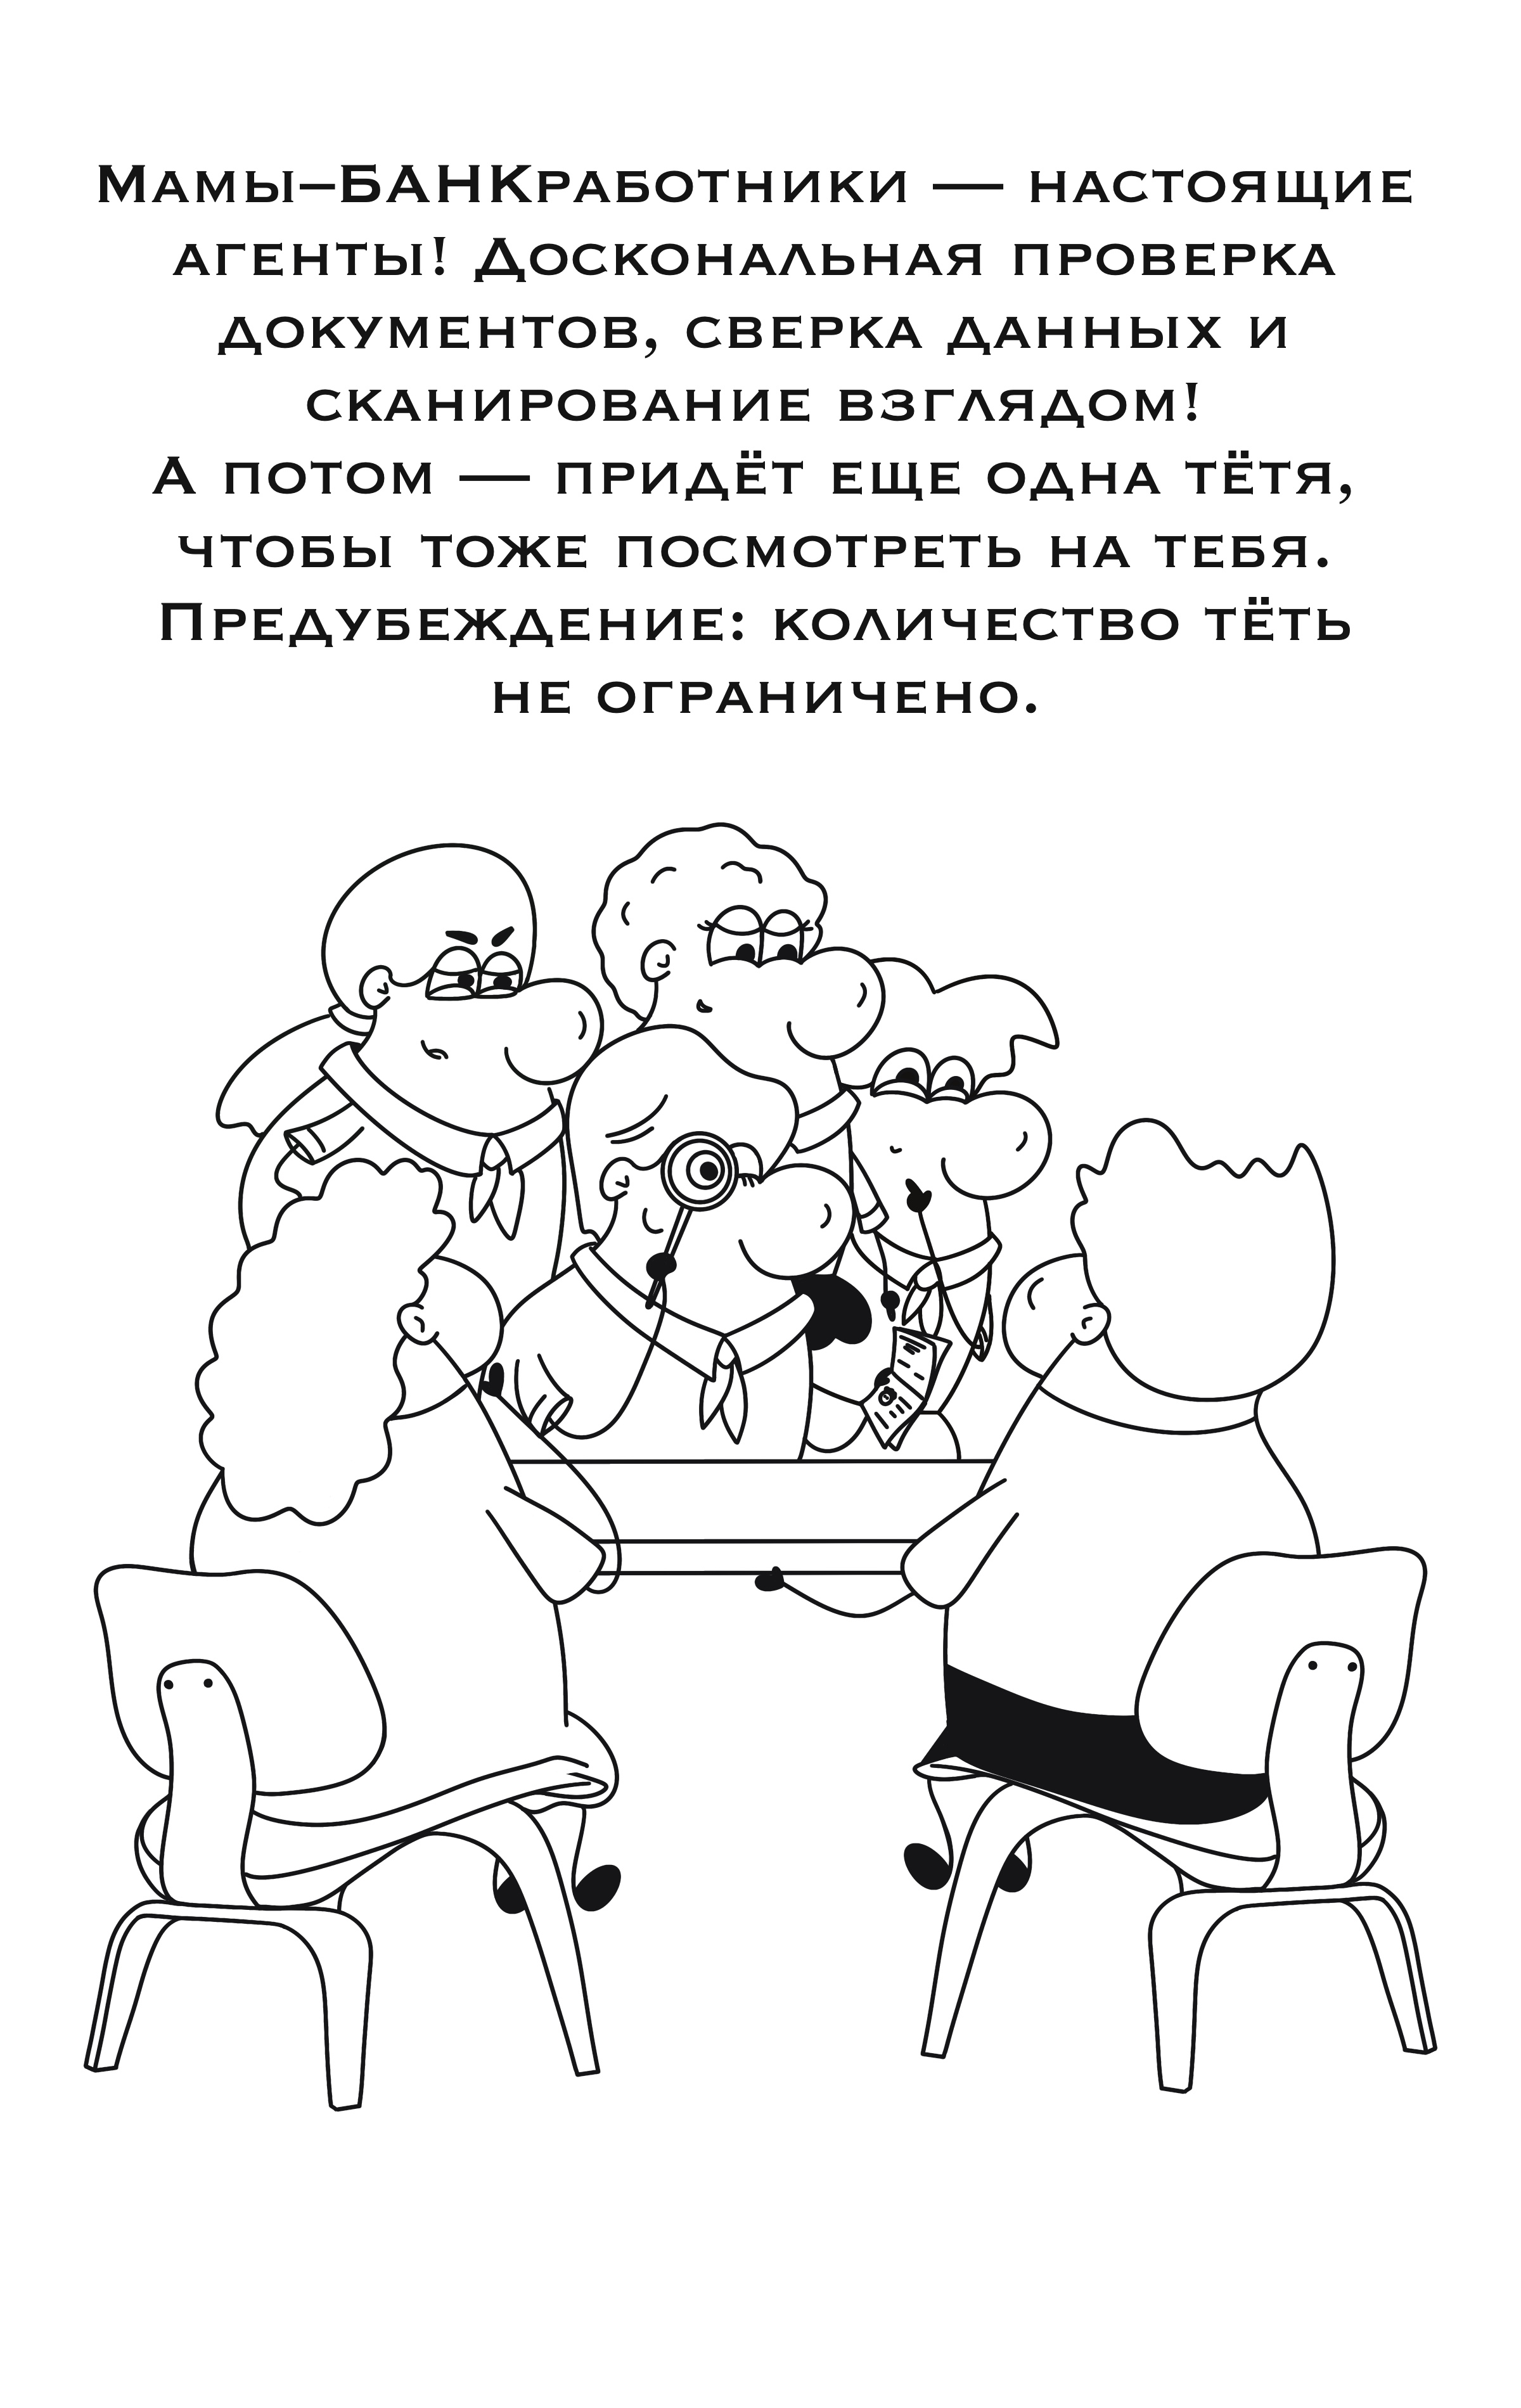 Мамы–БАНКработники — настоящие
агенты! Доскональная проверка
документов, сверка данных и
сканирование взглядом!
А потом — придёт еще одна тётя,
чтобы тоже посмотреть на тебя.
Предубеждение: количество тёть
не ограничено.